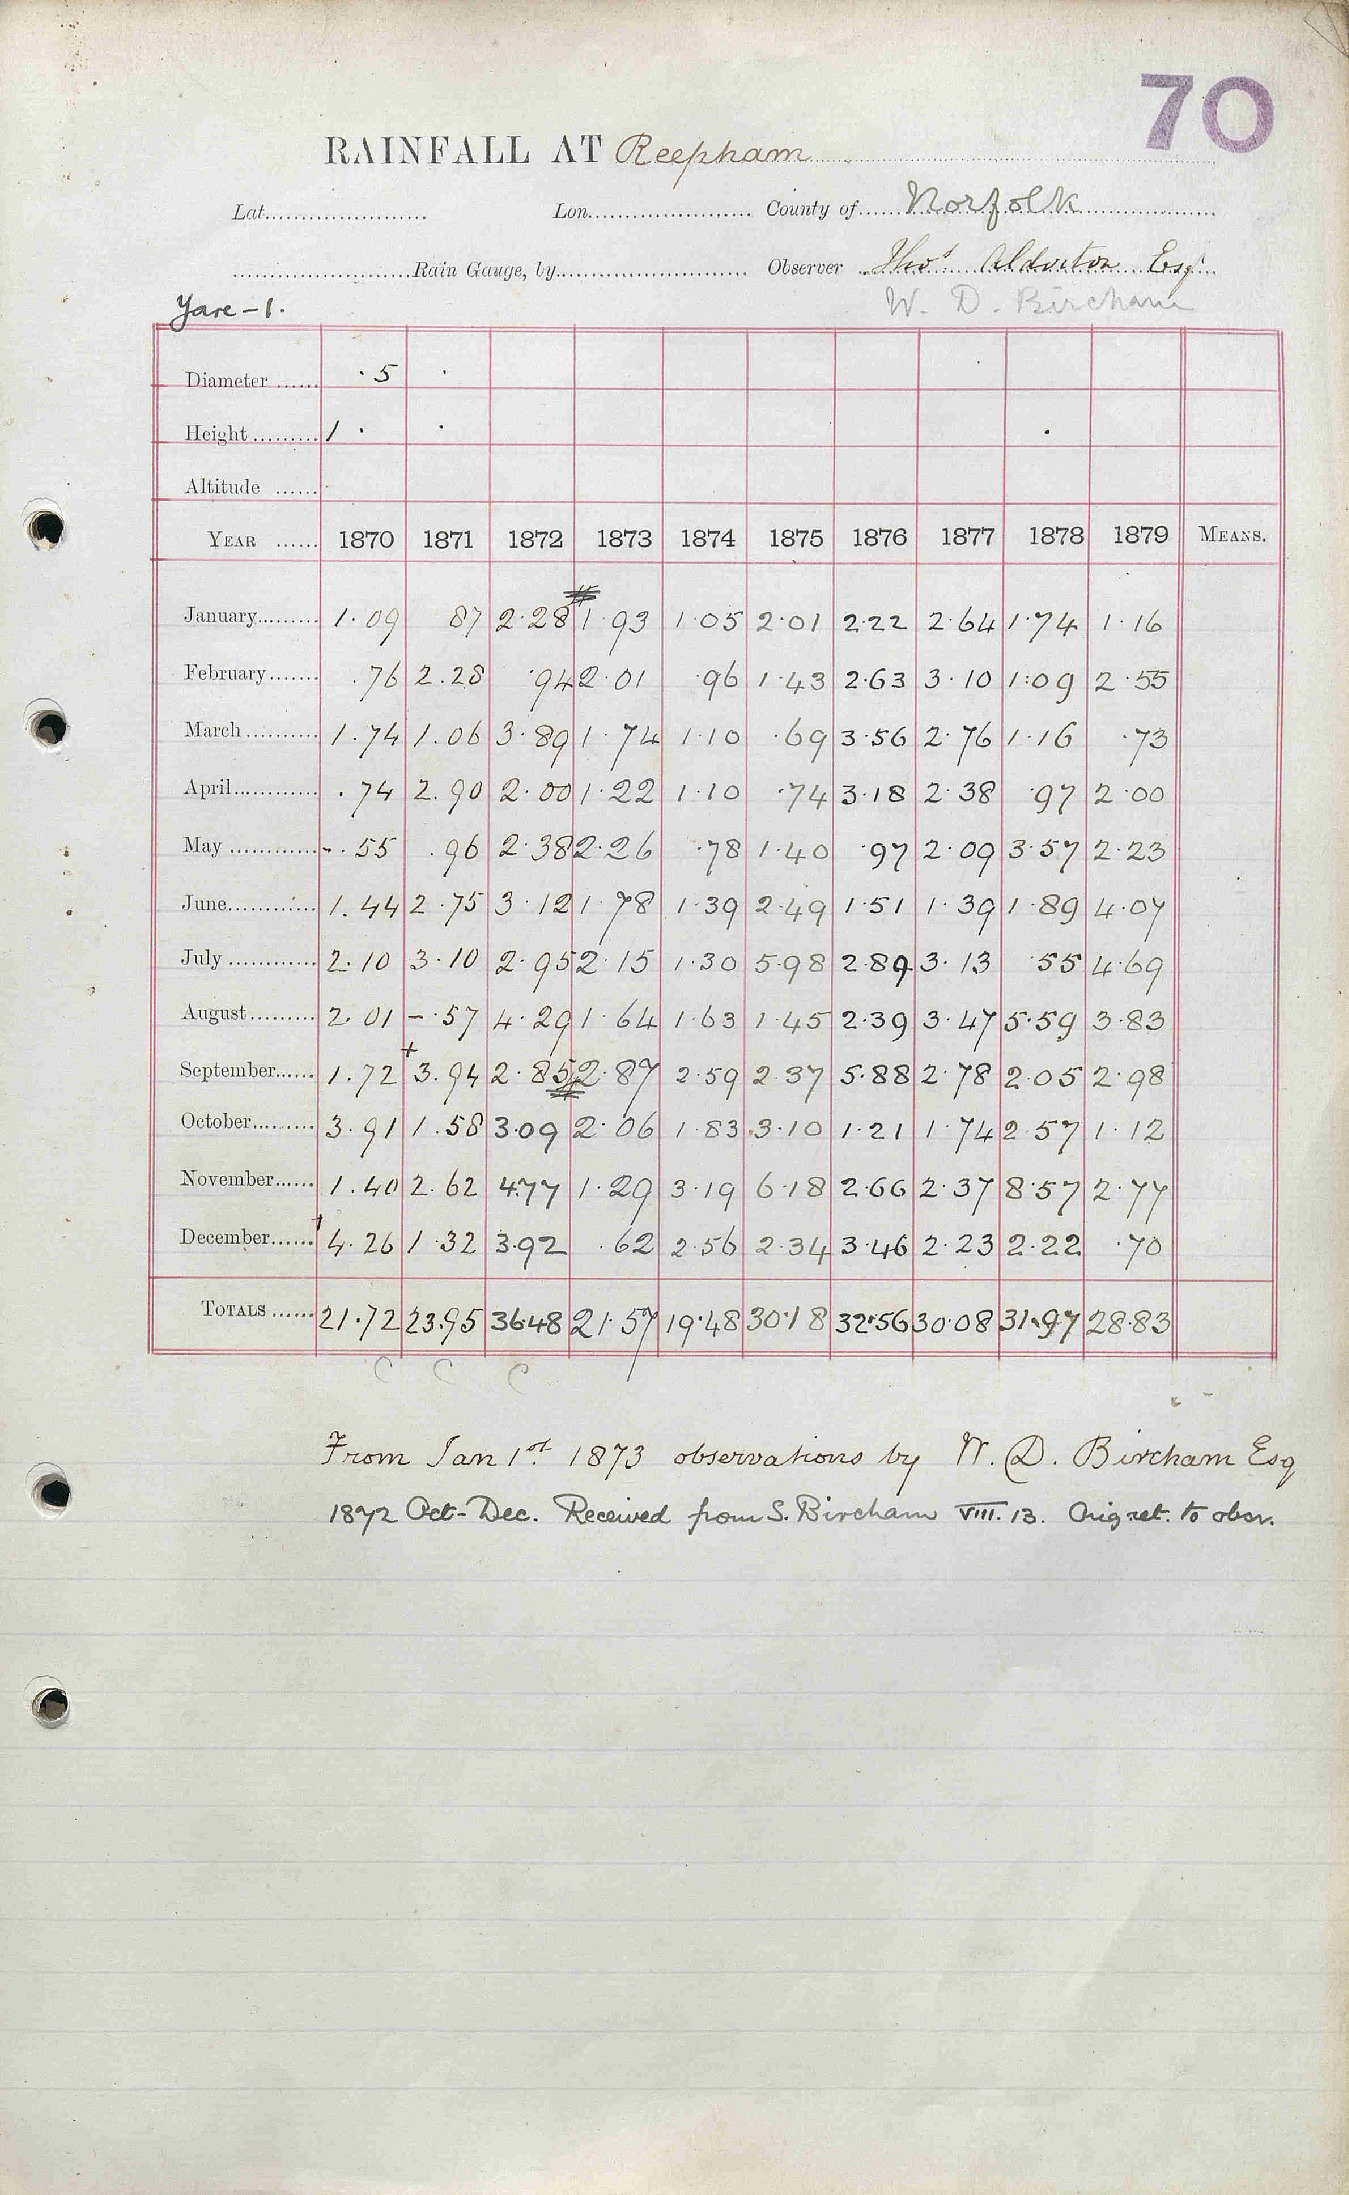 70
RAINFALL AT Reepham
Lat. Lon. County of Norfolk
Rain Gauge, by Observer Thos. Alderton Esqr
W. D. Bircham
Yare - 1.
Diameter ...... ·5 ·
Height ......... 1 · · ·
Altitude ......
YEAR ...... 1870 1871 1872 1873 1874 1875 1876 1877 1878 1879 MEANS.
January......... 1.09 87 2.28 1.93 1.05 2.01 2.22 2.64 1.74 1.16
February....... .76 2.28 .94 2.01 .96 1.43 2.63 3.10 1.09 2.55
March .......... 1.74 1.06 3.89 1.74 1.10 .69 3.56 2.76 1.16 .73
April............ .74 2.90 2.00 1.22 1.10 .74 3.18 2.38 .97 2.00
May ............ -.55 .96 2.38 2.26 .78 1.40 .97 2.09 3.57 2.23
June............ 1.44 2.75 3.12 1.78 1.39 2.49 1.51 1.39 1.89 4.07
July ............ 2.10 3.10 2.95 2.15 1.30 5.98 2.89 3.13 .55 4.69
August......... 2.01 -.57 4.29 1.64 1.63 1.45 2.39 3.47 5.59 3.83
September...... 1.72 +3.94 2.85 2.87 2.59 2.37 5.88 2.78 2.05 2.98
October......... 3.91 1.58 3.09 2.06 1.83 3.10 1.21 1.74 2.57 1.12
November...... 1.40 2.62 4.77 1.29 3.19 6.18 2.66 2.37 8.57 2.77
December...... +4.26 1.32 3.92 .62 2.56 2.34 3.46 2.23 2.22 .70
TOTALS ...... 21.72 23.95 36.48 21.57 19.48 30.18 32.56 30.08 31.97 28.83
C C C
From Jan 1st. 1873 observations by W. D. Bircham Esq
1872 Oct-Dec. Received from S. Bircham VIII. 13. Orig ret. to obsr.